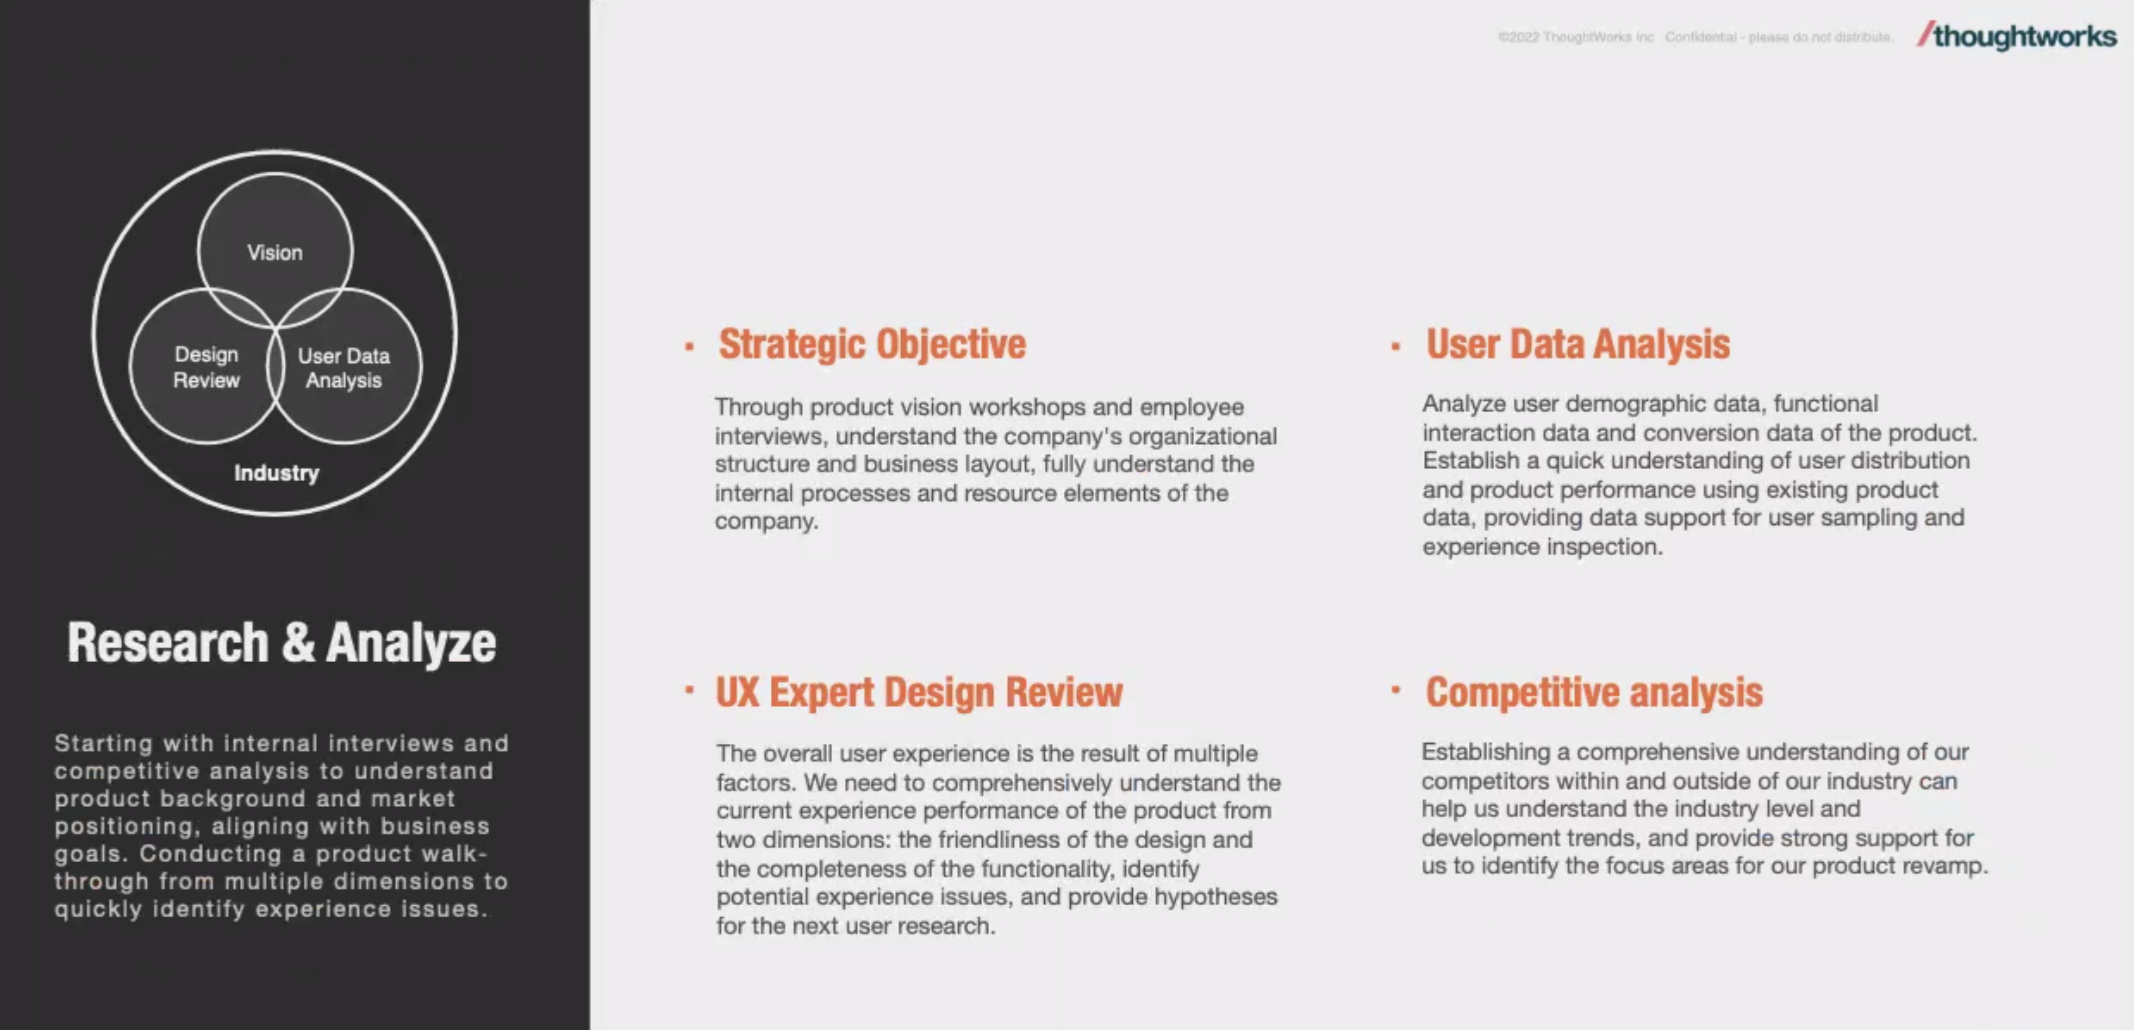 ©2022 ThoughtWorks Inc Confidential - please do not distribute.
/thoughtworks
Vision
Design
Review
User Data
Analysis
Industry
Research & Analyze
Starting with internal interviews and
competitive analysis to understand
product background and market
positioning, aligning with business
goals. Conducting a product walk-
through from multiple dimensions to
quickly identify experience issues.
Strategic Objective
Through product vision workshops and employee
interviews, understand the company's organizational
structure and business layout, fully understand the
internal processes and resource elements of the
company.
User Data Analysis
Analyze user demographic data, functional
interaction data and conversion data of the product.
Establish a quick understanding of user distribution
and product performance using existing product
data, providing data support for user sampling and
experience inspection.
UX Expert Design Review
The overall user experience is the result of multiple
factors. We need to comprehensively understand the
current experience performance of the product from
two dimensions: the friendliness of the design and
the completeness of the functionality, identify
potential experience issues, and provide hypotheses
for the next user research.
Competitive analysis
Establishing a comprehensive understanding of our
competitors within and outside of our industry can
help us understand the industry level and
development trends, and provide strong support for
us to identify the focus areas for our product revamp.